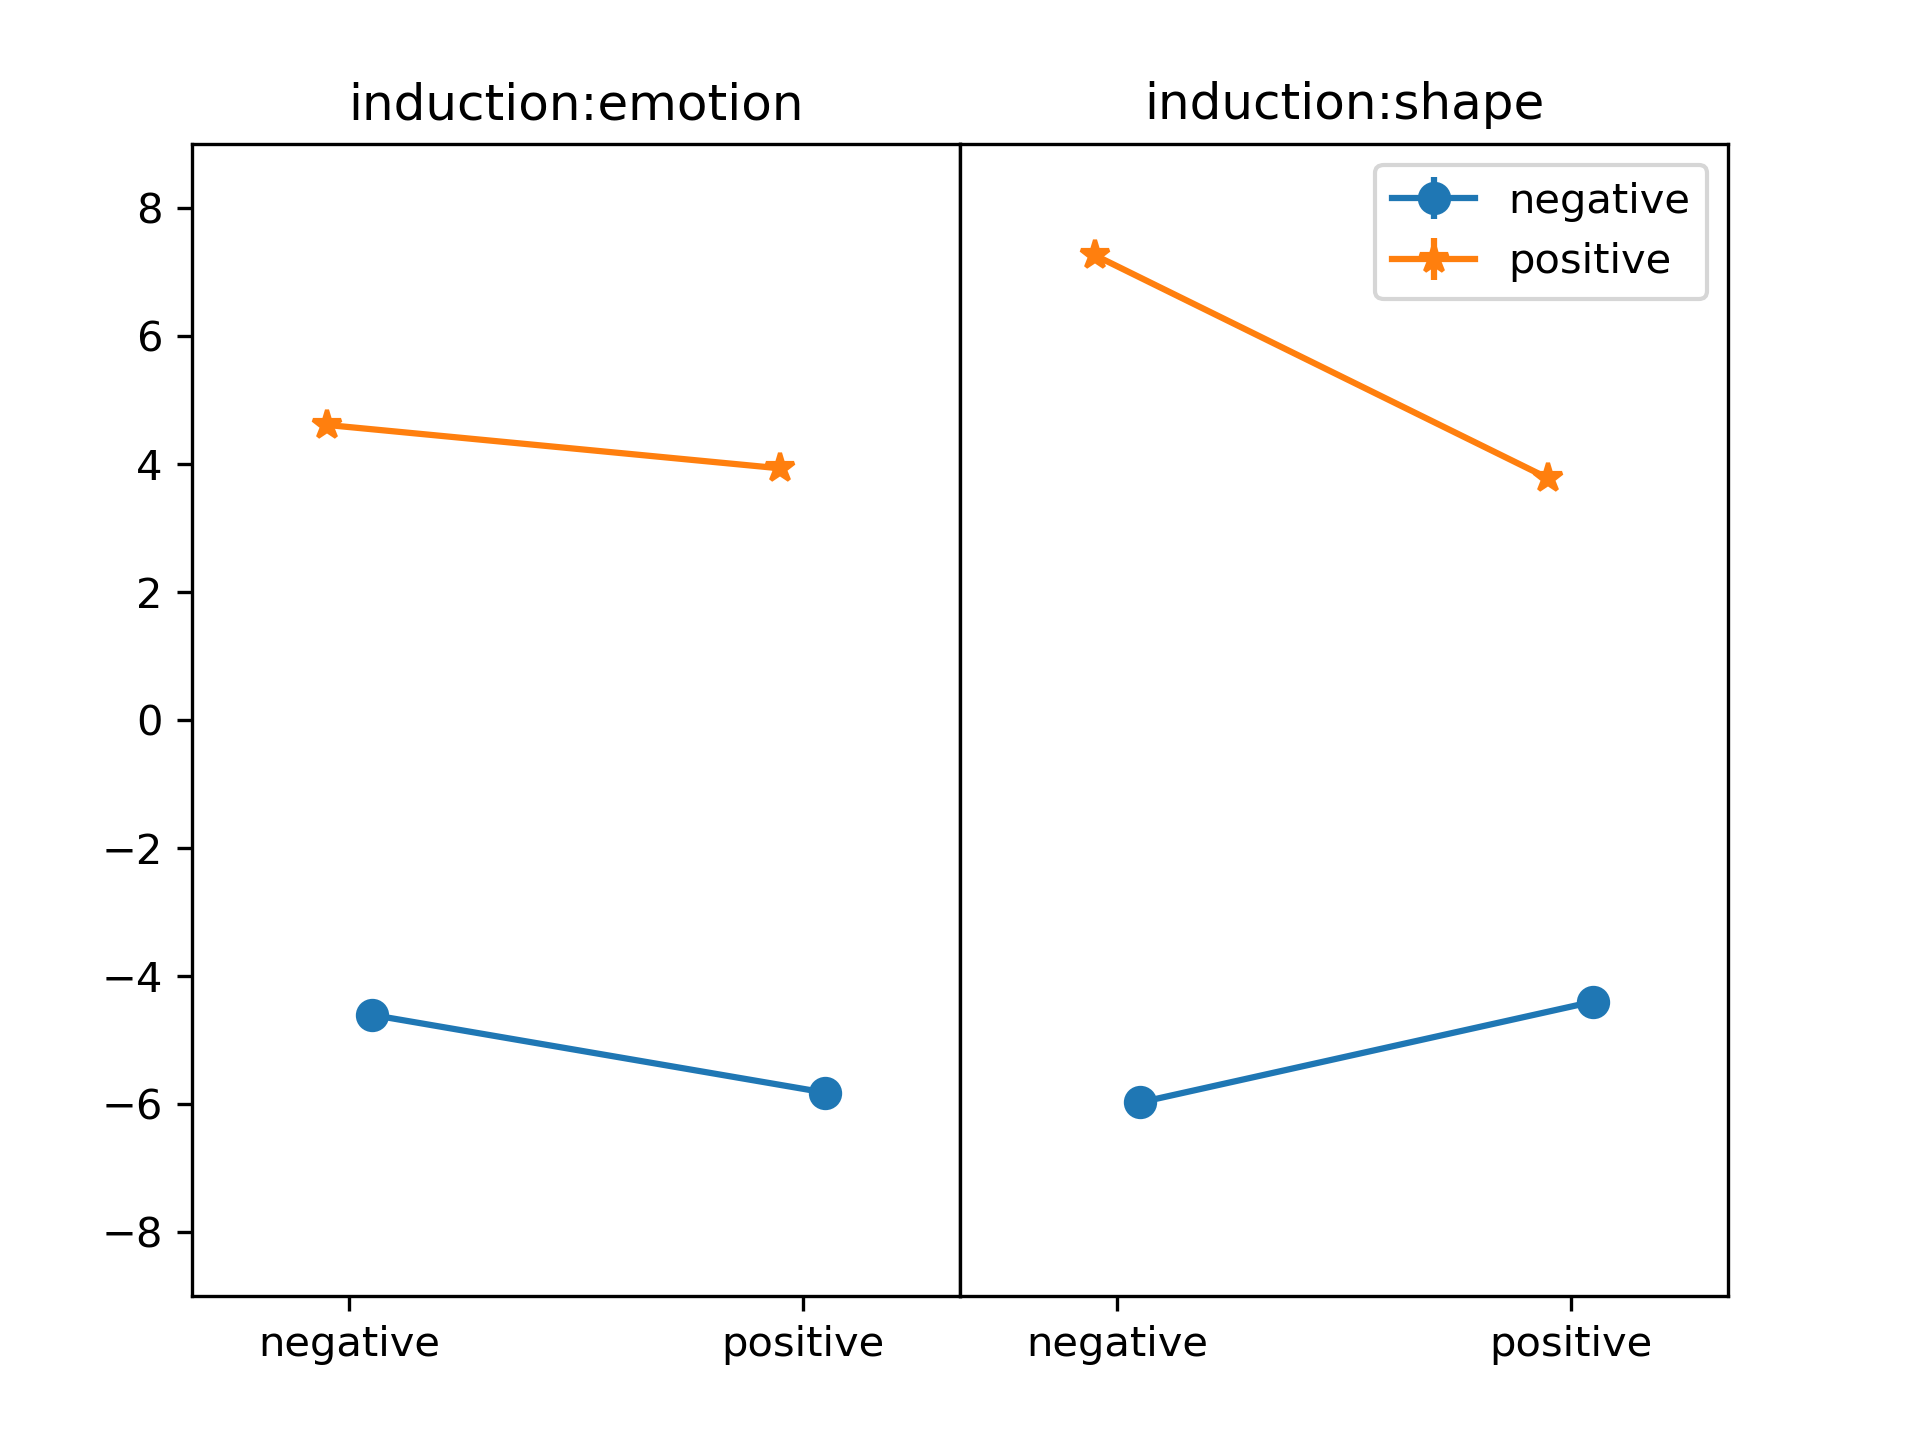 induction:emotion
induction:shape
negative
positive
8
6
4
2
0
−2
−4
−6
−8
negative
positive
negative
positive